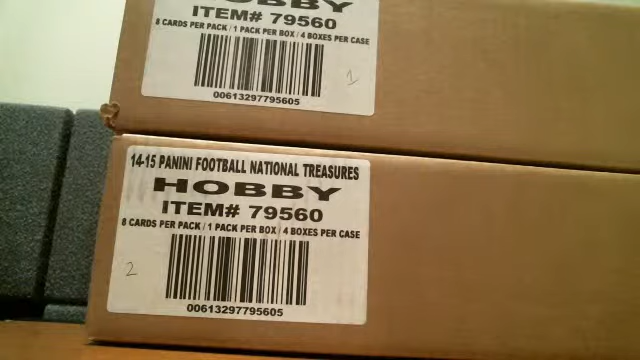 HOBBY
ITEM# 79560
8 CARDS PER PACK / 1 PACK PER BOX / 4 BOXES PER CASE
1
00613297795605
14-15 PANINI FOOTBALL NATIONAL TREASURES
HOBBY
ITEM# 79560
8 CARDS PER PACK / 1 PACK PER BOX / 4 BOXES PER CASE
2
00613297795605